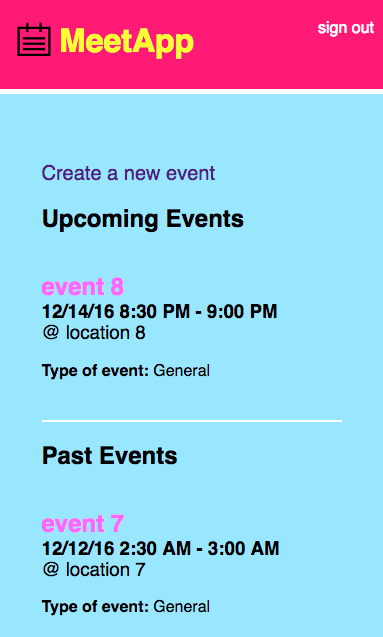 MeetApp
sign out
Create a new event
Upcoming Events
event 8
12/14/16 8:30 PM - 9:00 PM
@ location 8
Type of event: General
Past Events
event 7
12/12/16 2:30 AM - 3:00 AM
@ location 7
Type of event: General